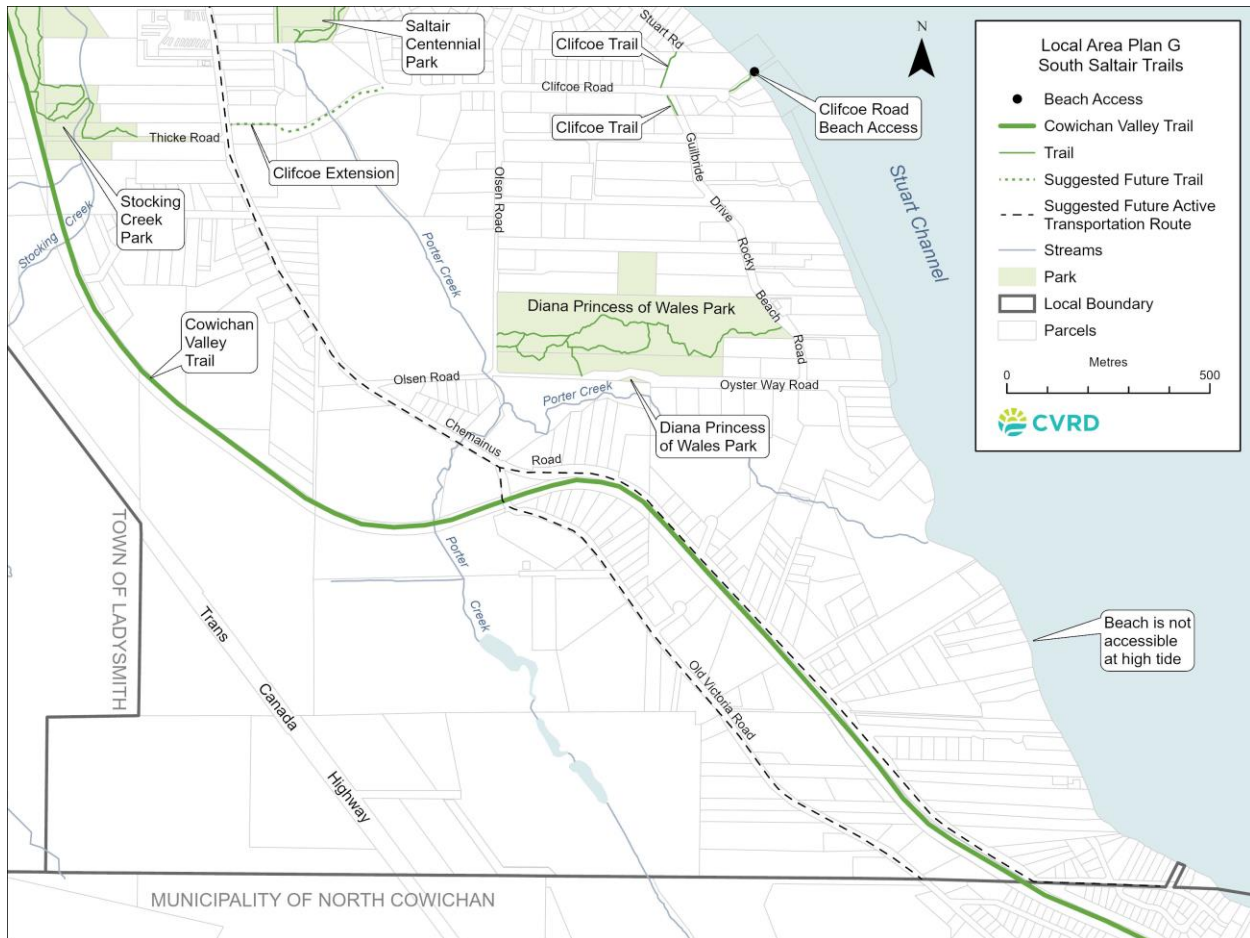 Saltair
Centennial
Park
Stuart Rd
Clifcoe Trail
Clifcoe Road
Clifcoe Road
Beach Access
Clifcoe Trail
Thicke Road
Clifcoe Extension
Guilbride
Drive
Stocking
Creek
Park
Stocking Creek
Olsen Road
Stuart Channel
Porter Creek
Rocky
Beach
Road
Diana Princess of Wales Park
Cowichan
Valley
Trail
Olsen Road
Porter Creek
Oyster Way Road
Diana Princess
of Wales Park
Chemainus
Road
Porter
Creek
TOWN OF LADYSMITH
Trans
Canada
Highway
Old Victoria Road
Beach is not
accessible
at high tide
MUNICIPALITY OF NORTH COWICHAN
N
Local Area Plan G
South Saltair Trails
Beach Access
Cowichan Valley Trail
Trail
Suggested Future Trail
Suggested Future Active
Transportation Route
Streams
Park
Local Boundary
Parcels
Metres
0 500
CVRD